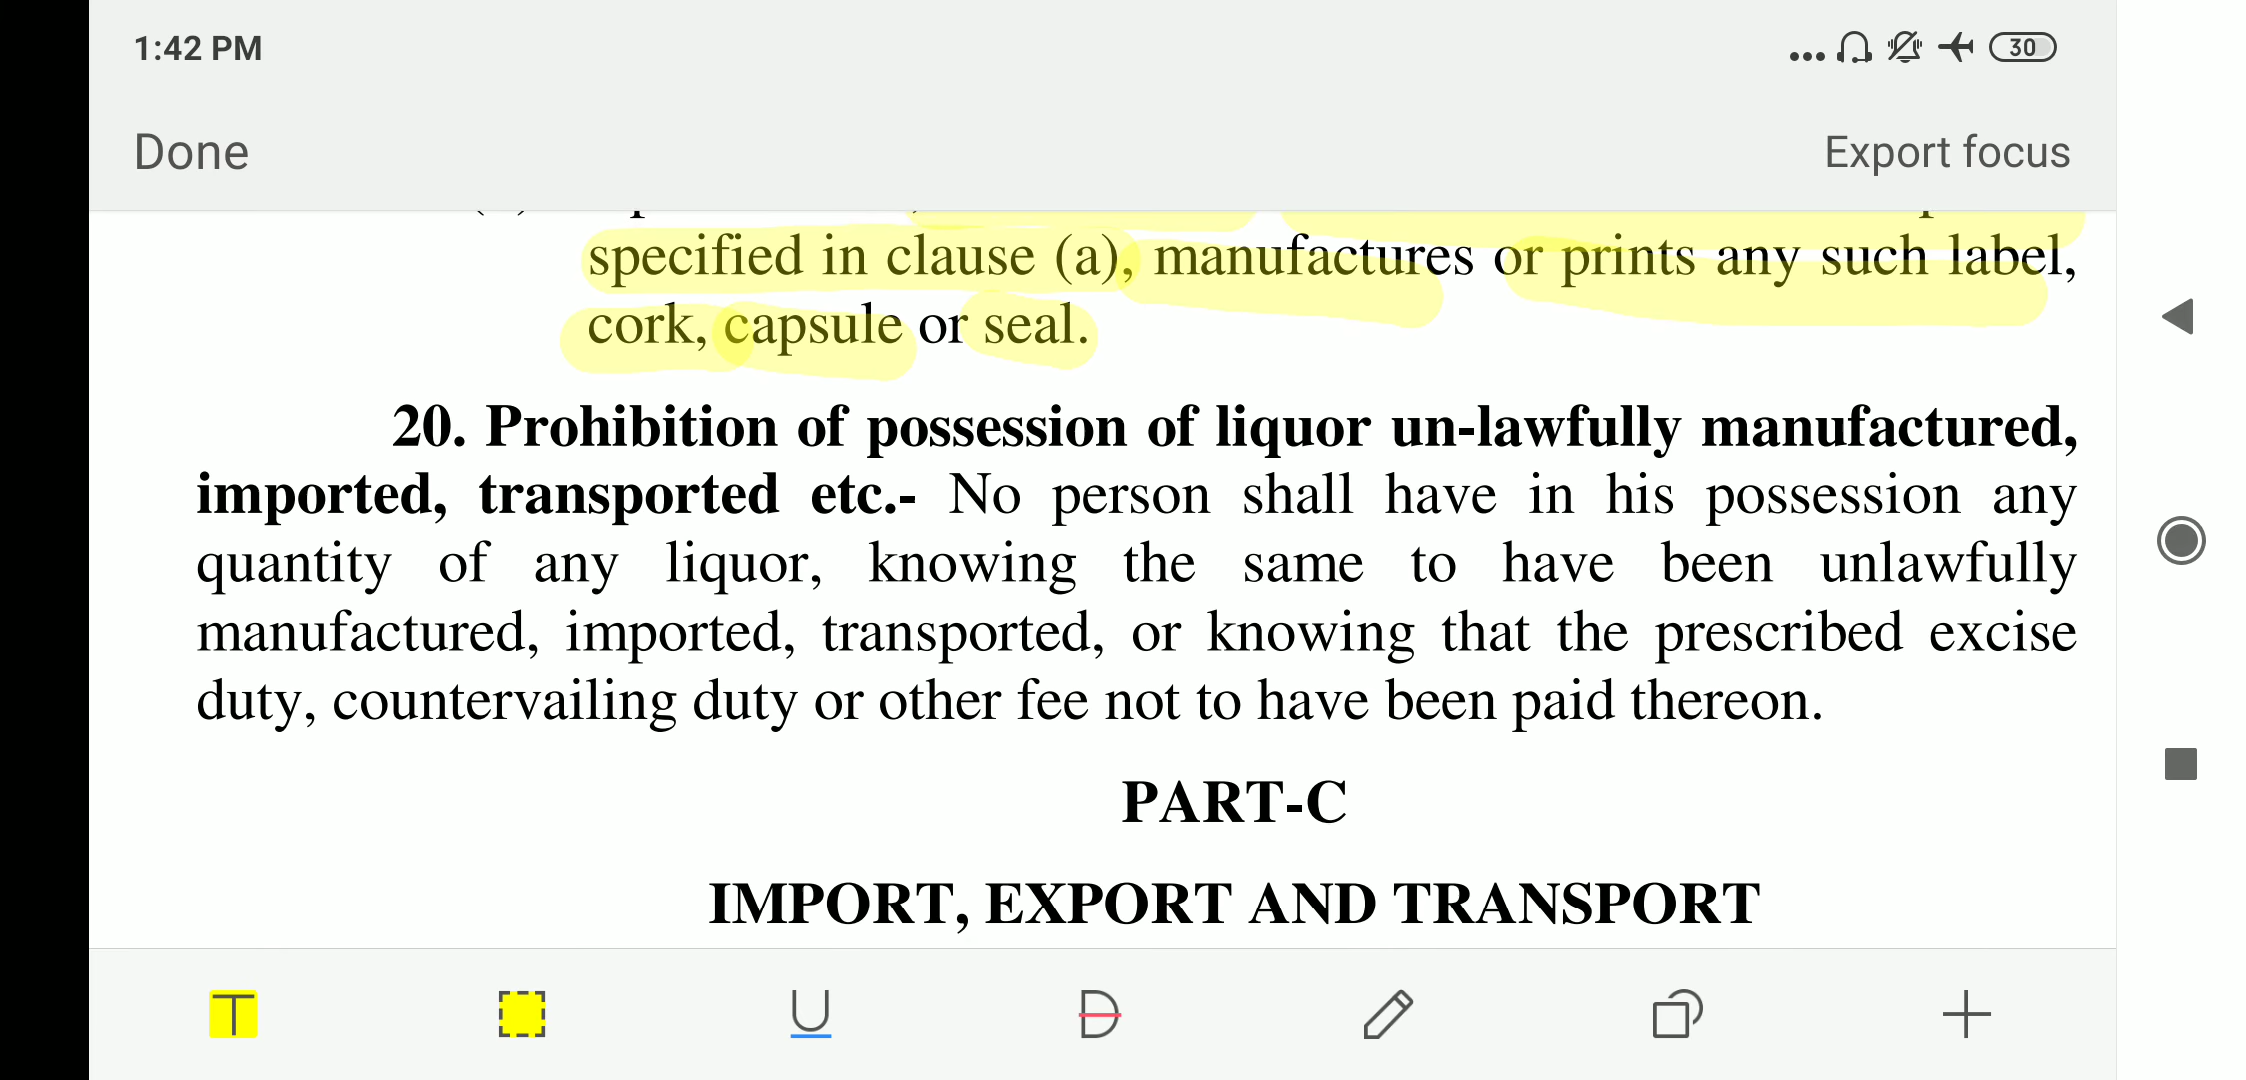 1:42 PM
30
Done
Export focus
specified in clause (a), manufactures or prints any such label,
cork, capsule or seal.
20. Prohibition of possession of liquor un-lawfully manufactured,
imported, transported etc.- No person shall have in his possession any
quantity of any liquor, knowing the same to have been unlawfully
manufactured, imported, transported, or knowing that the prescribed excise
duty, countervailing duty or other fee not to have been paid thereon.
PART-C
IMPORT, EXPORT AND TRANSPORT
T
U
D